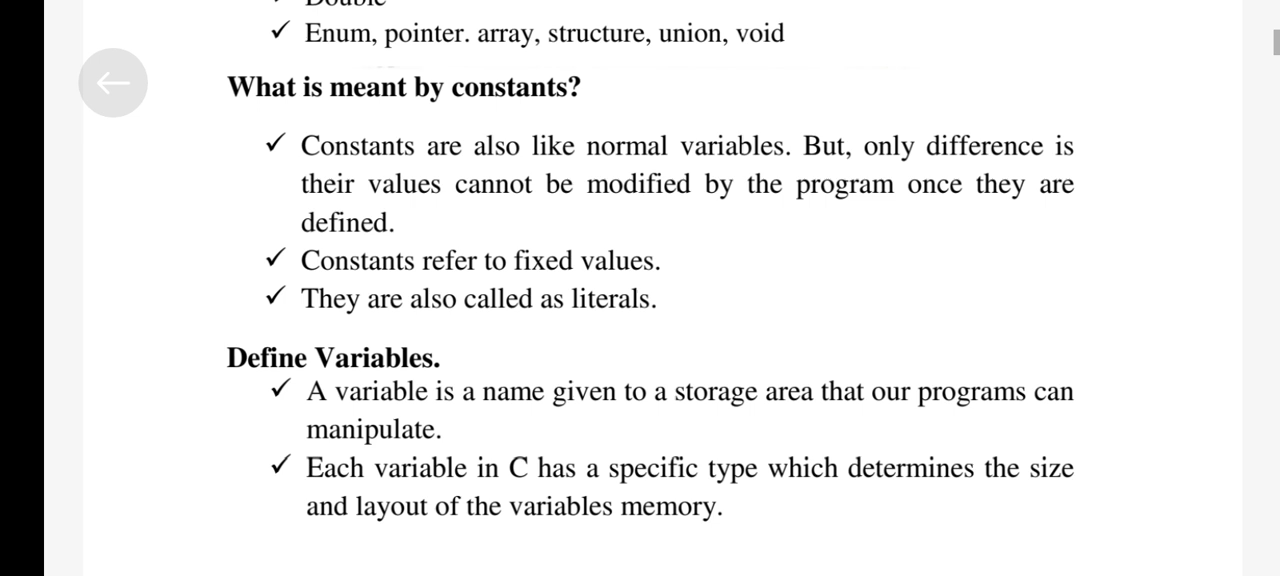 Double
✓ Enum, pointer. array, structure, union, void
What is meant by constants?
✓ Constants are also like normal variables. But, only difference is
their values cannot be modified by the program once they are
defined.
✓ Constants refer to fixed values.
✓ They are also called as literals.
Define Variables.
✓ A variable is a name given to a storage area that our programs can
manipulate.
✓ Each variable in C has a specific type which determines the size
and layout of the variables memory.